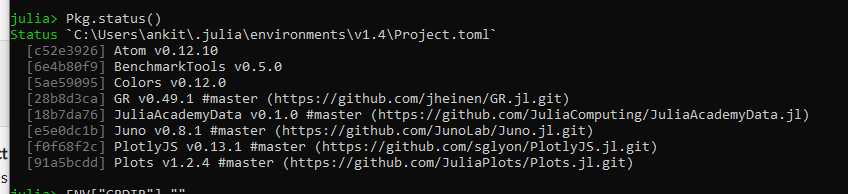 julia> Pkg.status()
Status `C:\Users\ankit\.julia\environments\v1.4\Project.toml`
[c52e3926] Atom v0.12.10
[6e4b80f9] BenchmarkTools v0.5.0
[5ae59095] Colors v0.12.0
[28b8d3ca] GR v0.49.1 #master (https://github.com/jheinen/GR.jl.git)
[18b7da76] JuliaAcademyData v0.1.0 #master (https://github.com/JuliaComputing/JuliaAcademyData.jl)
[e5e0dc1b] Juno v0.8.1 #master (https://github.com/JunoLab/Juno.jl.git)
[f0f68f2c] PlotlyJS v0.13.1 #master (https://github.com/sglyon/PlotlyJS.jl.git)
[91a5bcdd] Plots v1.2.4 #master (https://github.com/JuliaPlots/Plots.jl.git)
julia> ENV["GRDIR"] ""